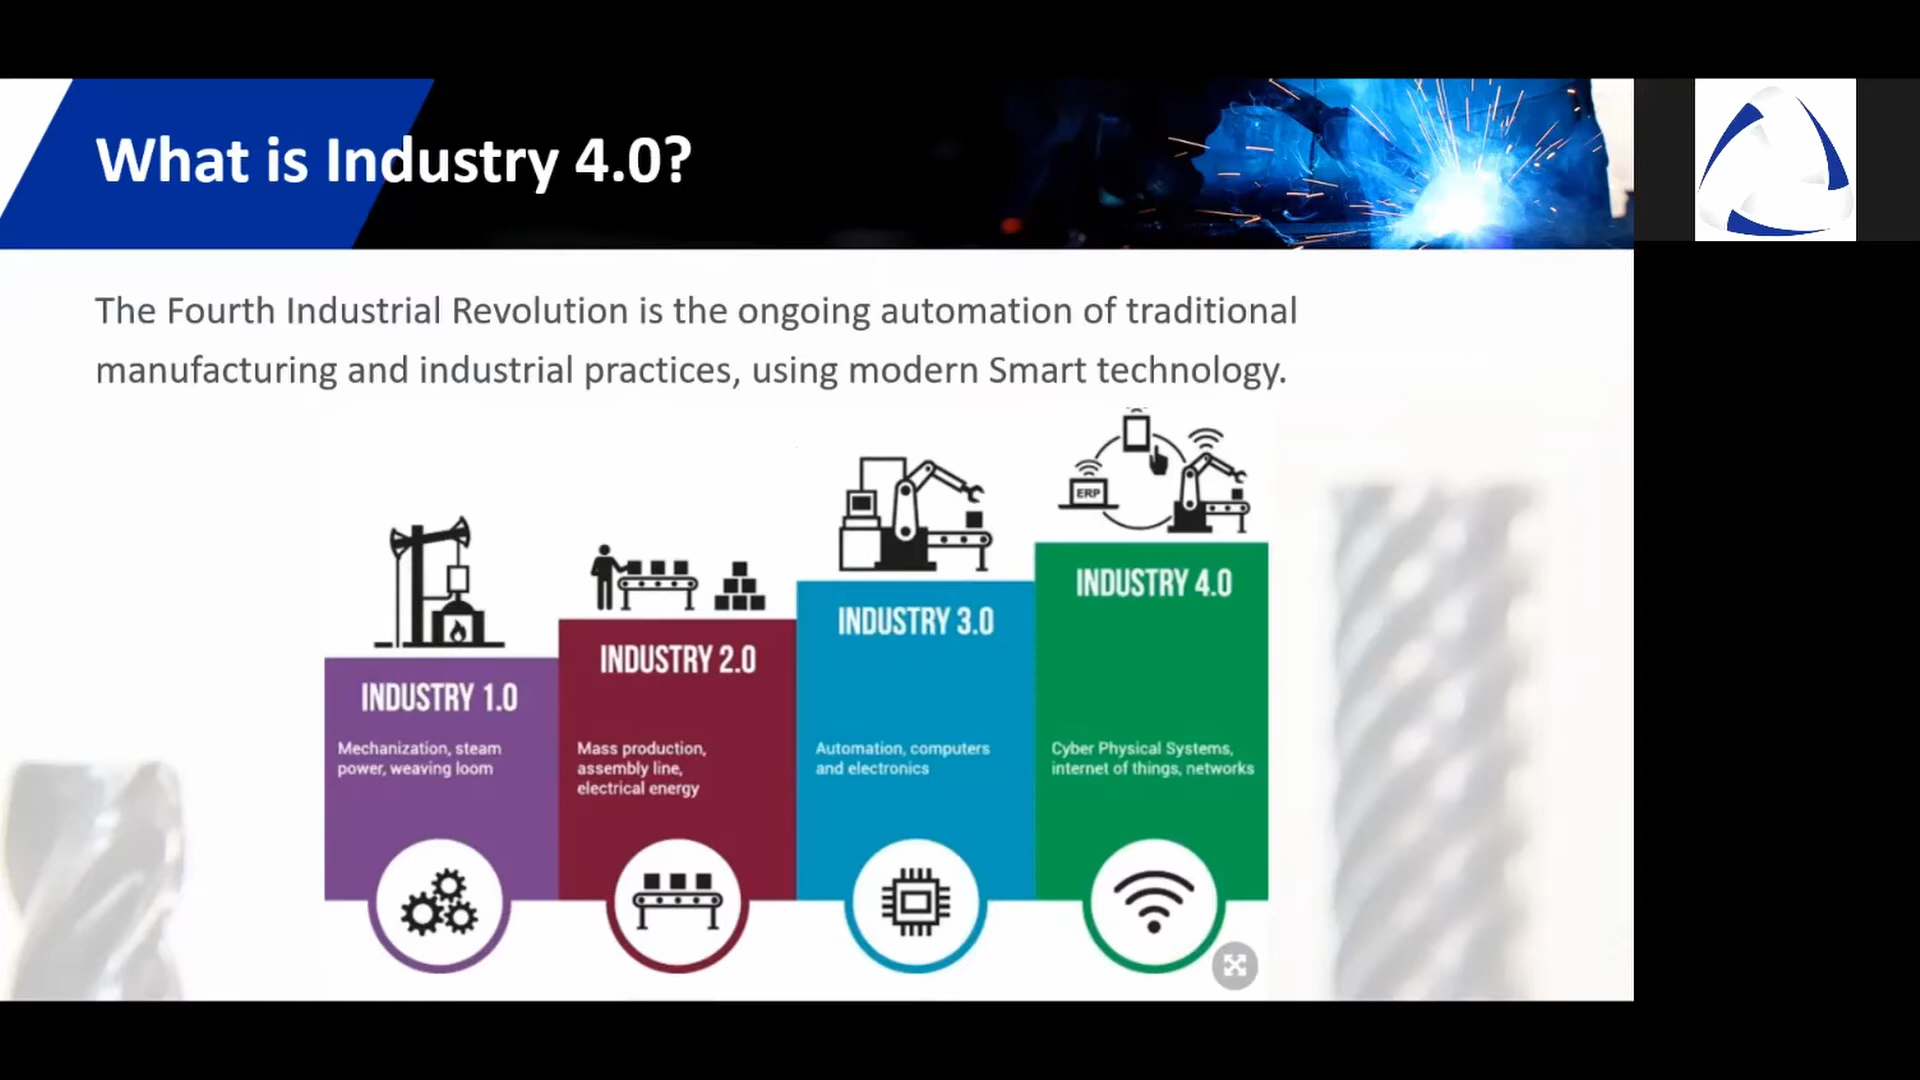 What is Industry 4.0?
The Fourth Industrial Revolution is the ongoing automation of traditional
manufacturing and industrial practices, using modern Smart technology.
ERP
INDUSTRY 1.0
Mechanization, steam
power, weaving loom
INDUSTRY 2.0
Mass production,
assembly line,
electrical energy
INDUSTRY 3.0
Automation, computers
and electronics
INDUSTRY 4.0
Cyber Physical Systems,
internet of things, networks